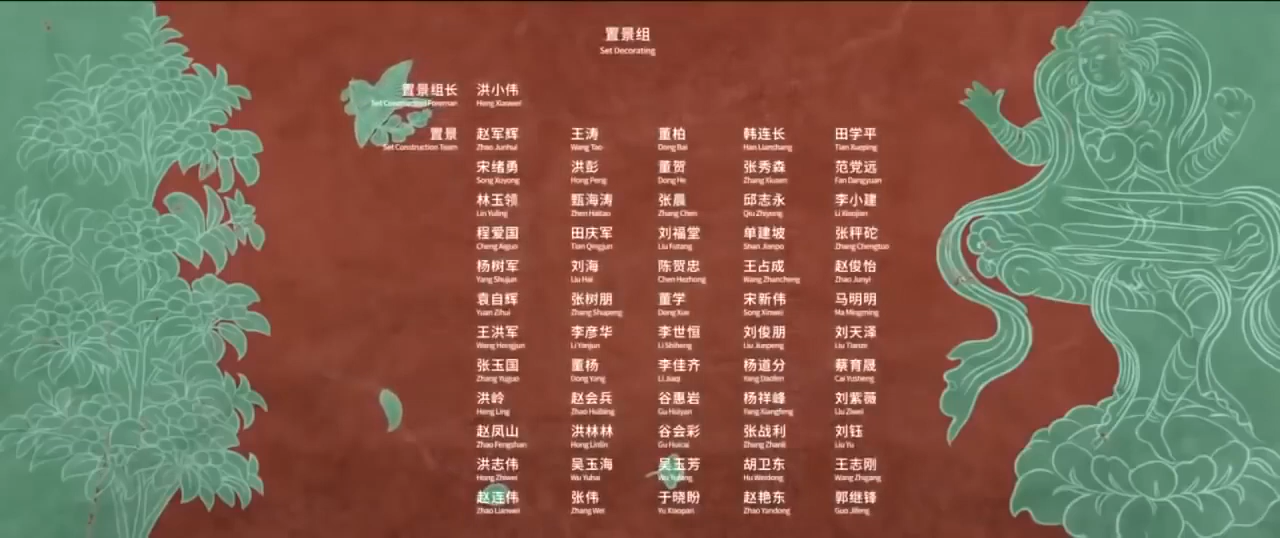 置景组
Set Decorating
置景组长 洪小伟
Set Construction Foreman Hong Xiaowei
置景 赵军辉 王涛 董柏 韩连长 田学平
Set Construction Team Zhao Junhui Wang Tao Dong Bai Han Lianchang Tian Xueping
宋绪勇 洪彭 董贺 张秀森 范党远
Song Xuyong Hong Peng Dong He Zhang Xiusen Fan Dangyuan
林玉领 甄海涛 张晨 邱志永 李小建
Lin Yuling Zhen Haitao Zhang Chen Qiu Zhiyong Li Xiaojian
程爱国 田庆军 刘福堂 单建坡 张秤砣
Cheng Aiguo Tian Qingjun Liu Futang Shan Jianpo Zhang Chengtuo
杨树军 刘海 陈贺忠 王占成 赵俊怡
Yang Shujun Liu Hai Chen Hezhong Wang Zhancheng Zhao Junyi
袁自辉 张树朋 董学 宋新伟 马明明
Yuan Zihui Zhang Shupeng Dong Xue Song Xinwei Ma Mingming
王洪军 李彦华 李世恒 刘俊朋 刘天泽
Wang Hongjun Li Yanjun Li Shiheng Liu Junpeng Liu Tianze
张玉国 董杨 李佳齐 杨道分 蔡育晟
Zhang Yuguo Dong Yang Li Jiaqi Yang Daofen Cai Yusheng
洪岭 赵会兵 谷惠岩 杨祥峰 刘紫薇
Hong Ling Zhao Huibing Gu Huiyan Yang Xiangfeng Liu Ziwei
赵凤山 洪林林 谷会彩 张战利 刘钰
Zhao Fengshan Hong Linlin Gu Huicai Zhang Zhanli Liu Yu
洪志伟 吴玉海 吴玉芳 胡卫东 王志刚
Hong Zhiwei Wu Yuhai Wu Yufang Hu Weidong Wang Zhigang
赵连伟 张伟 于晓盼 赵艳东 郭继锋
Zhao Lianwei Zhang Wei Yu Xiaopan Zhao Yandong Guo Jifeng